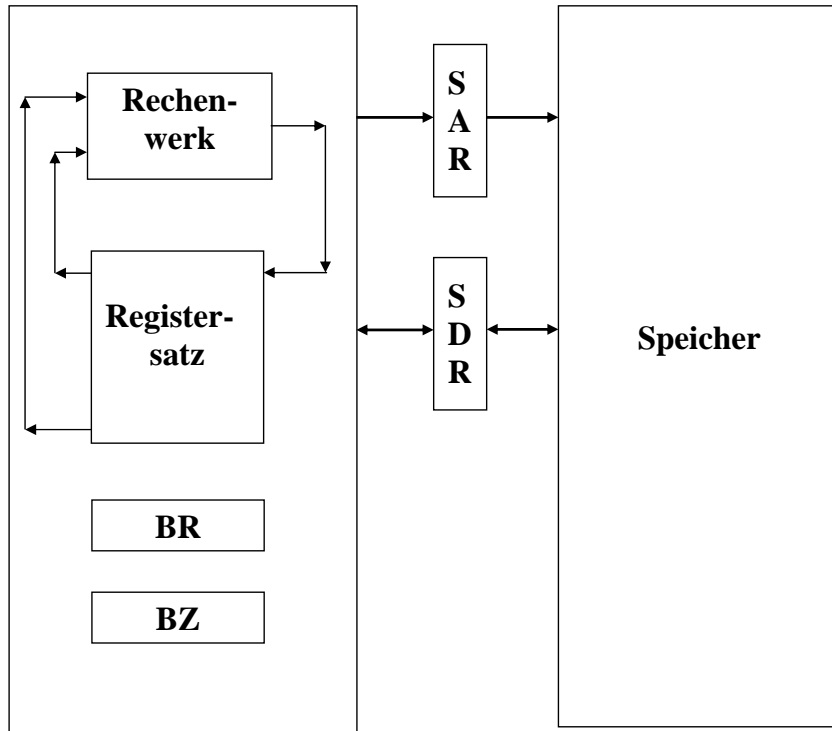 Rechen-
werk
Register-
satz
BR
BZ
S
A
R
S
D
R
Speicher